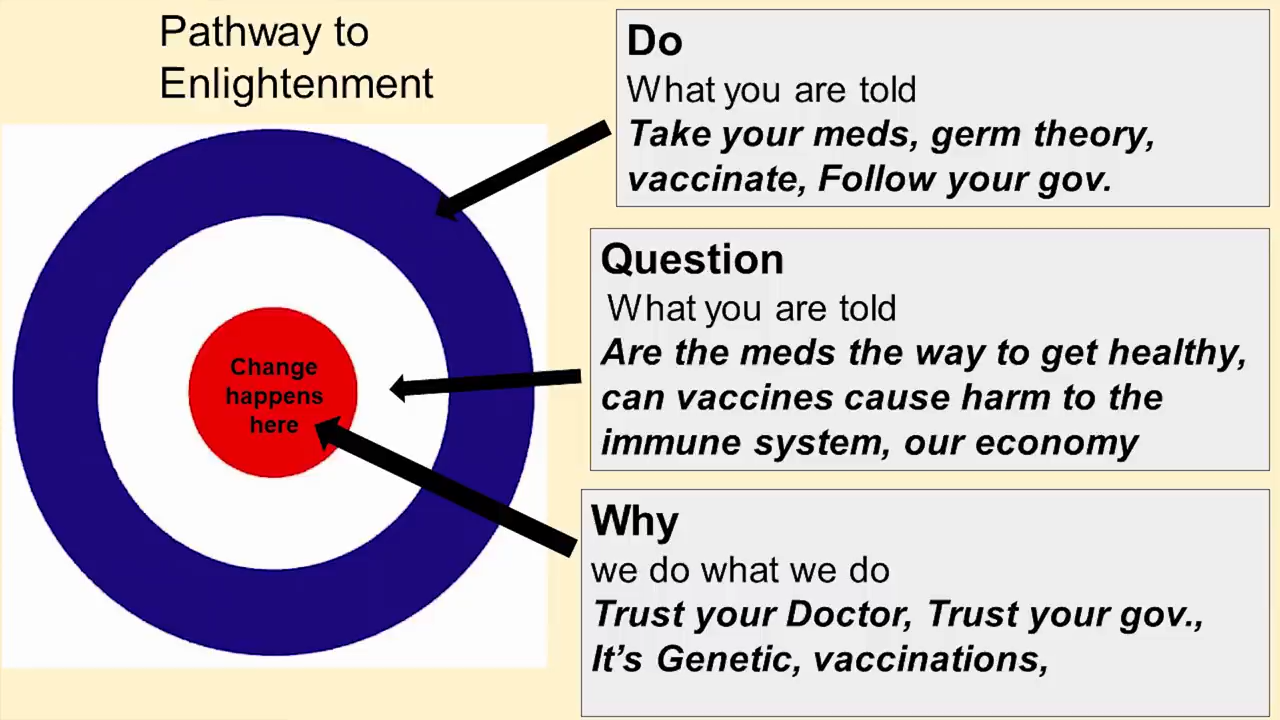 Pathway to
Enlightenment
Do
What you are told
Take your meds, germ theory,
vaccinate, Follow your gov.
Question
What you are told
Are the meds the way to get healthy,
can vaccines cause harm to the
immune system, our economy
Change
happens
here
Why
we do what we do
Trust your Doctor, Trust your gov.,
It’s Genetic, vaccinations,